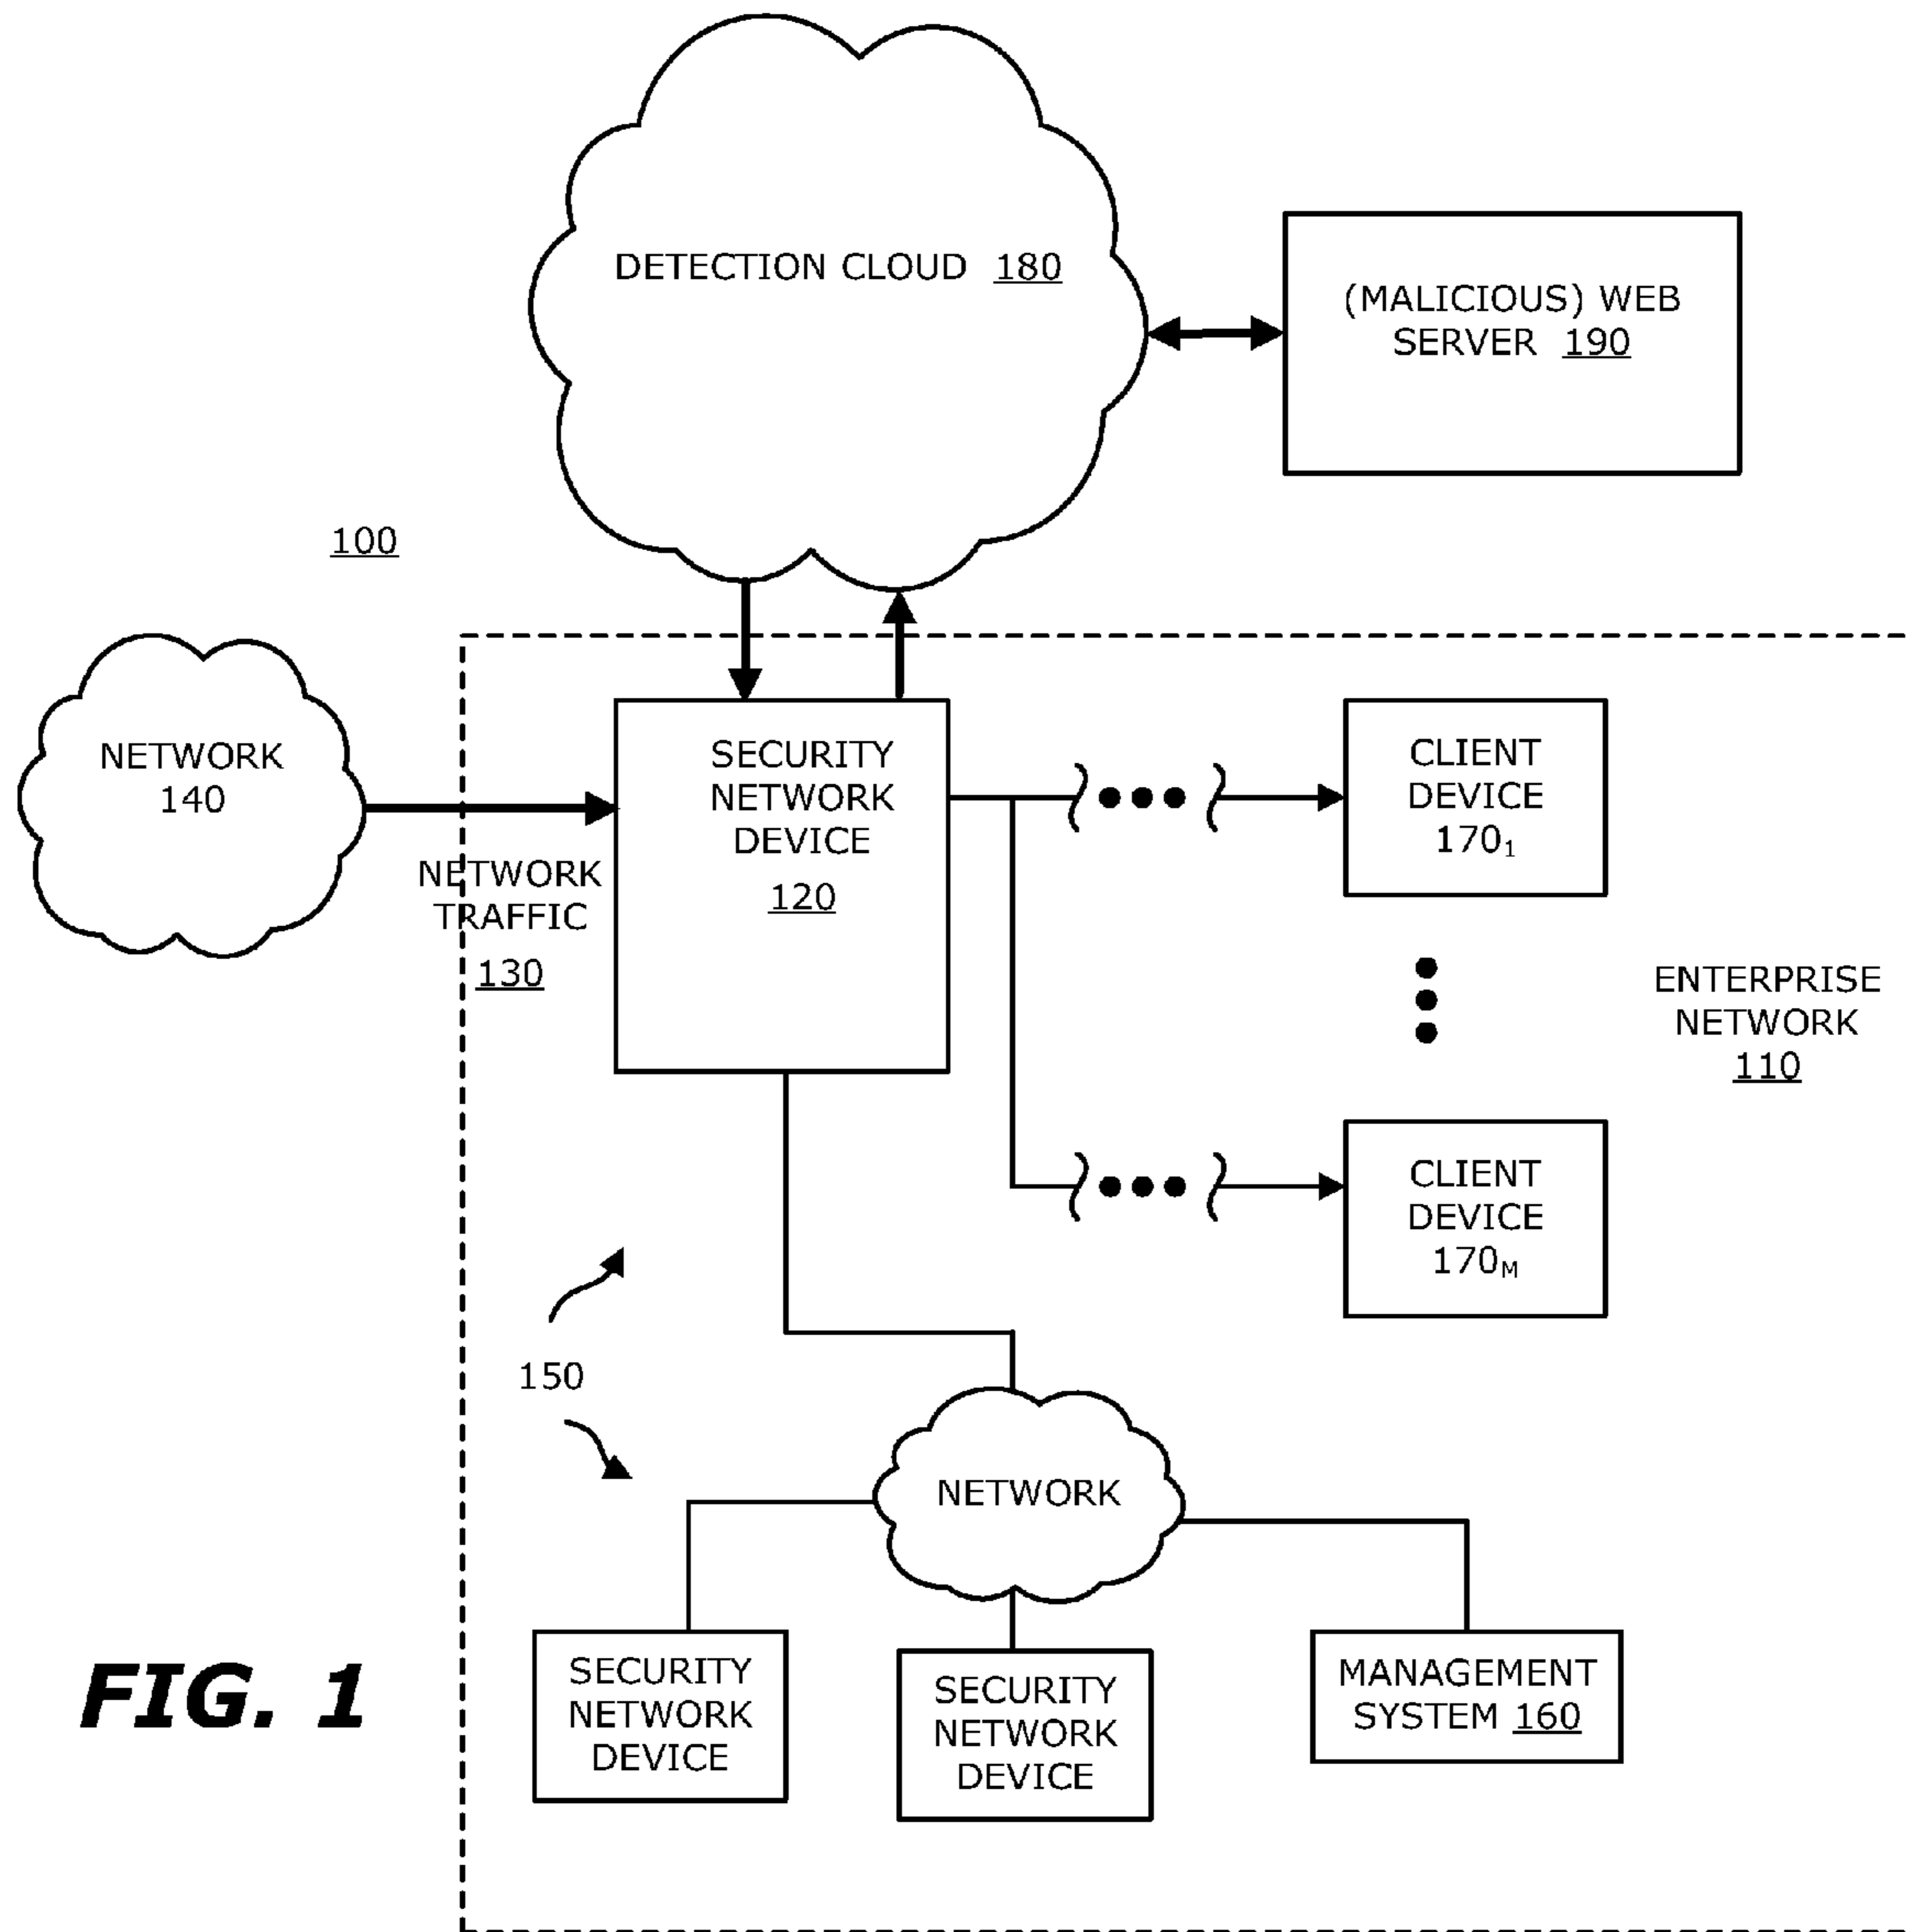 DETECTION CLOUD 180
(MALICIOUS) WEB
SERVER 190
100
NETWORK
140
NETWORK
TRAFFIC
130
SECURITY
NETWORK
DEVICE
120
CLIENT
DEVICE
170₁
ENTERPRISE
NETWORK
110
CLIENT
DEVICE
170ₘ
150
NETWORK
SECURITY
NETWORK
DEVICE
SECURITY
NETWORK
DEVICE
MANAGEMENT
SYSTEM 160
FIG. 1